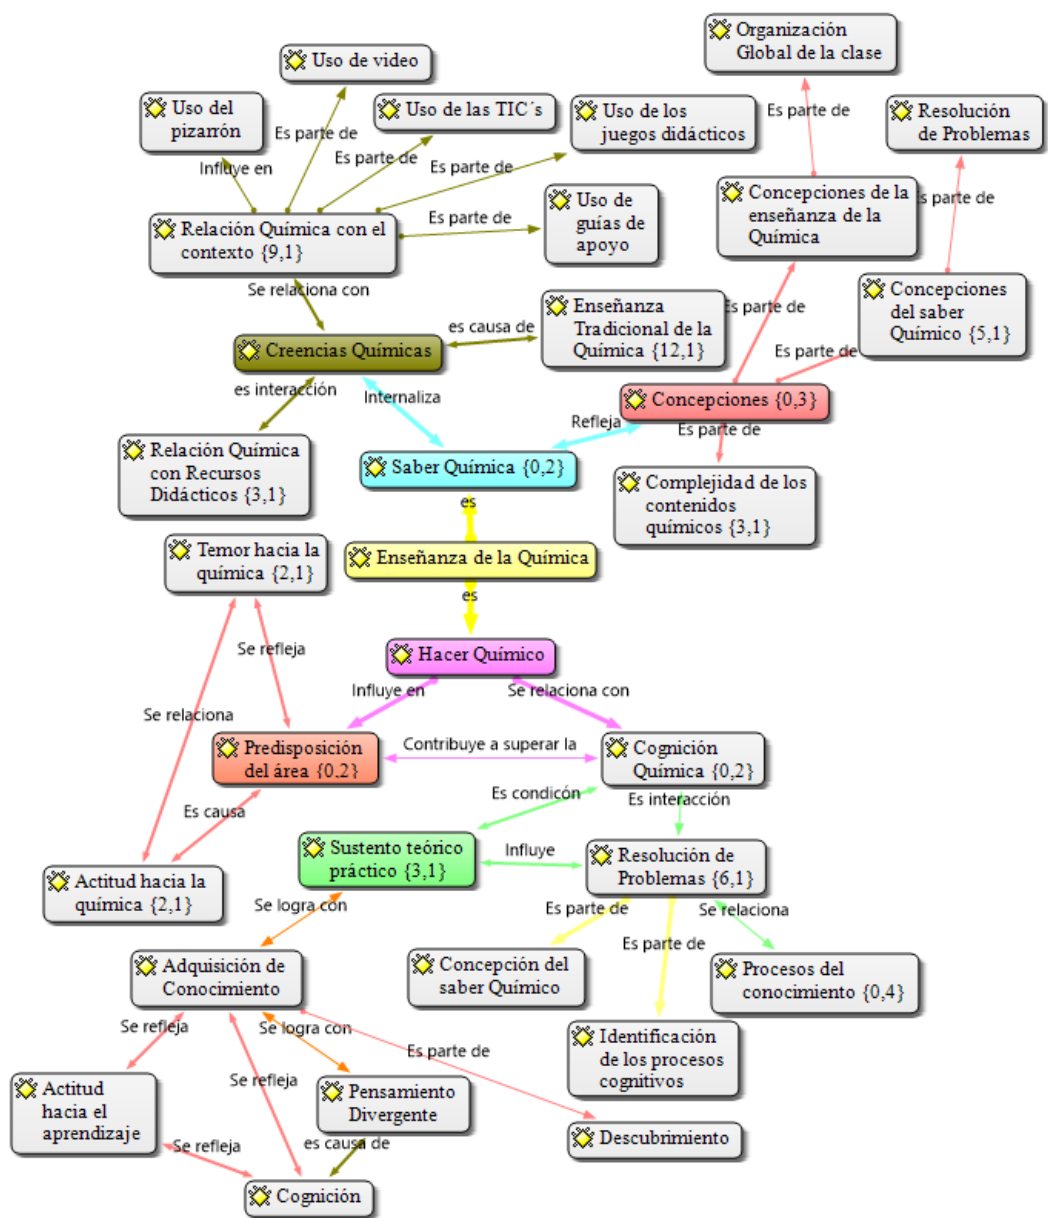 Organización
Global de la clase
Uso de video
Uso del
pizarrón
Uso de las TIC´s
Uso de los
juegos didácticos
Resolución
de Problemas
Es parte de
Es parte de
Es parte de
Es parte de
Influye en
Es parte de
Concepciones de la
enseñanza de la
Química
Uso de
guías de
apoyo
Es parte de
Relación Química con el
contexto {9,1}
Se relaciona con
Concepciones
del saber
Químico {5,1}
Enseñanza
Tradicional de la
Química {12,1}
Es parte de
es causa de
Creencias Químicas
Es parte de
es interacción
Internaliza
Concepciones {0,3}
Refleja
Es parte de
Relación Química
con Recursos
Didácticos {3,1}
Saber Química {0,2}
Complejidad de los
contenidos
químicos {3,1}
es
Temor hacia la
química {2,1}
Enseñanza de la Química
es
Se refleja
Hacer Químico
Influye en
Se relaciona con
Se relaciona
Predisposición
del área {0,2}
Contribuye a superar la
Cognición
Química {0,2}
Es condicón
Es interacción
Es causa
Sustento teórico
práctico {3,1}
Influye
Resolución de
Problemas {6,1}
Actitud hacia la
química {2,1}
Se logra con
Es parte de
Se relaciona
Es parte de
Adquisición de
Conocimiento
Concepción del
saber Químico
Procesos del
conocimiento {0,4}
Se refleja
Se logra con
Es parte de
Identificación
de los procesos
cognitivos
Se refleja
Actitud
hacia el
aprendizaje
Pensamiento
Divergente
Se refleja
es causa de
Descubrimiento
Cognición